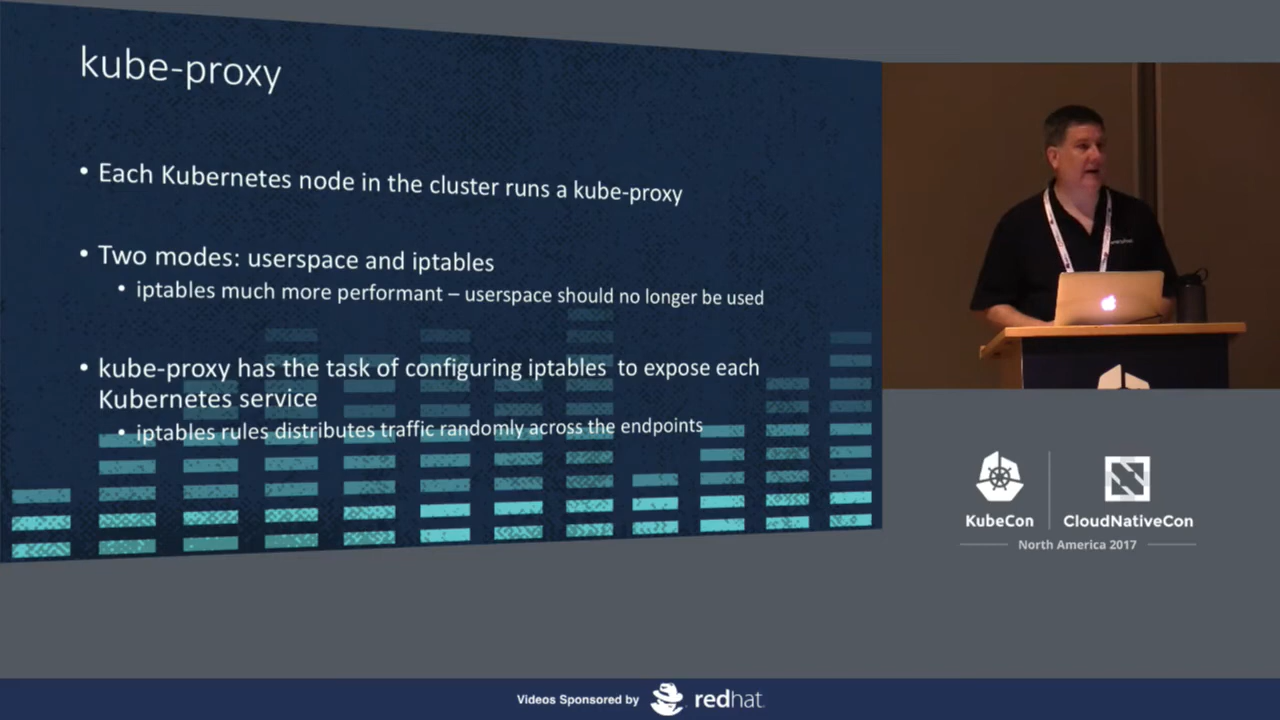 kube-proxy
• Each Kubernetes node in the cluster runs a kube-proxy
• Two modes: userspace and iptables
• iptables much more performant – userspace should no longer be used
• kube-proxy has the task of configuring iptables to expose each
Kubernetes service
• iptables rules distributes traffic randomly across the endpoints
KubeCon
CloudNativeCon
North America 2017
Videos Sponsored by
redhat.